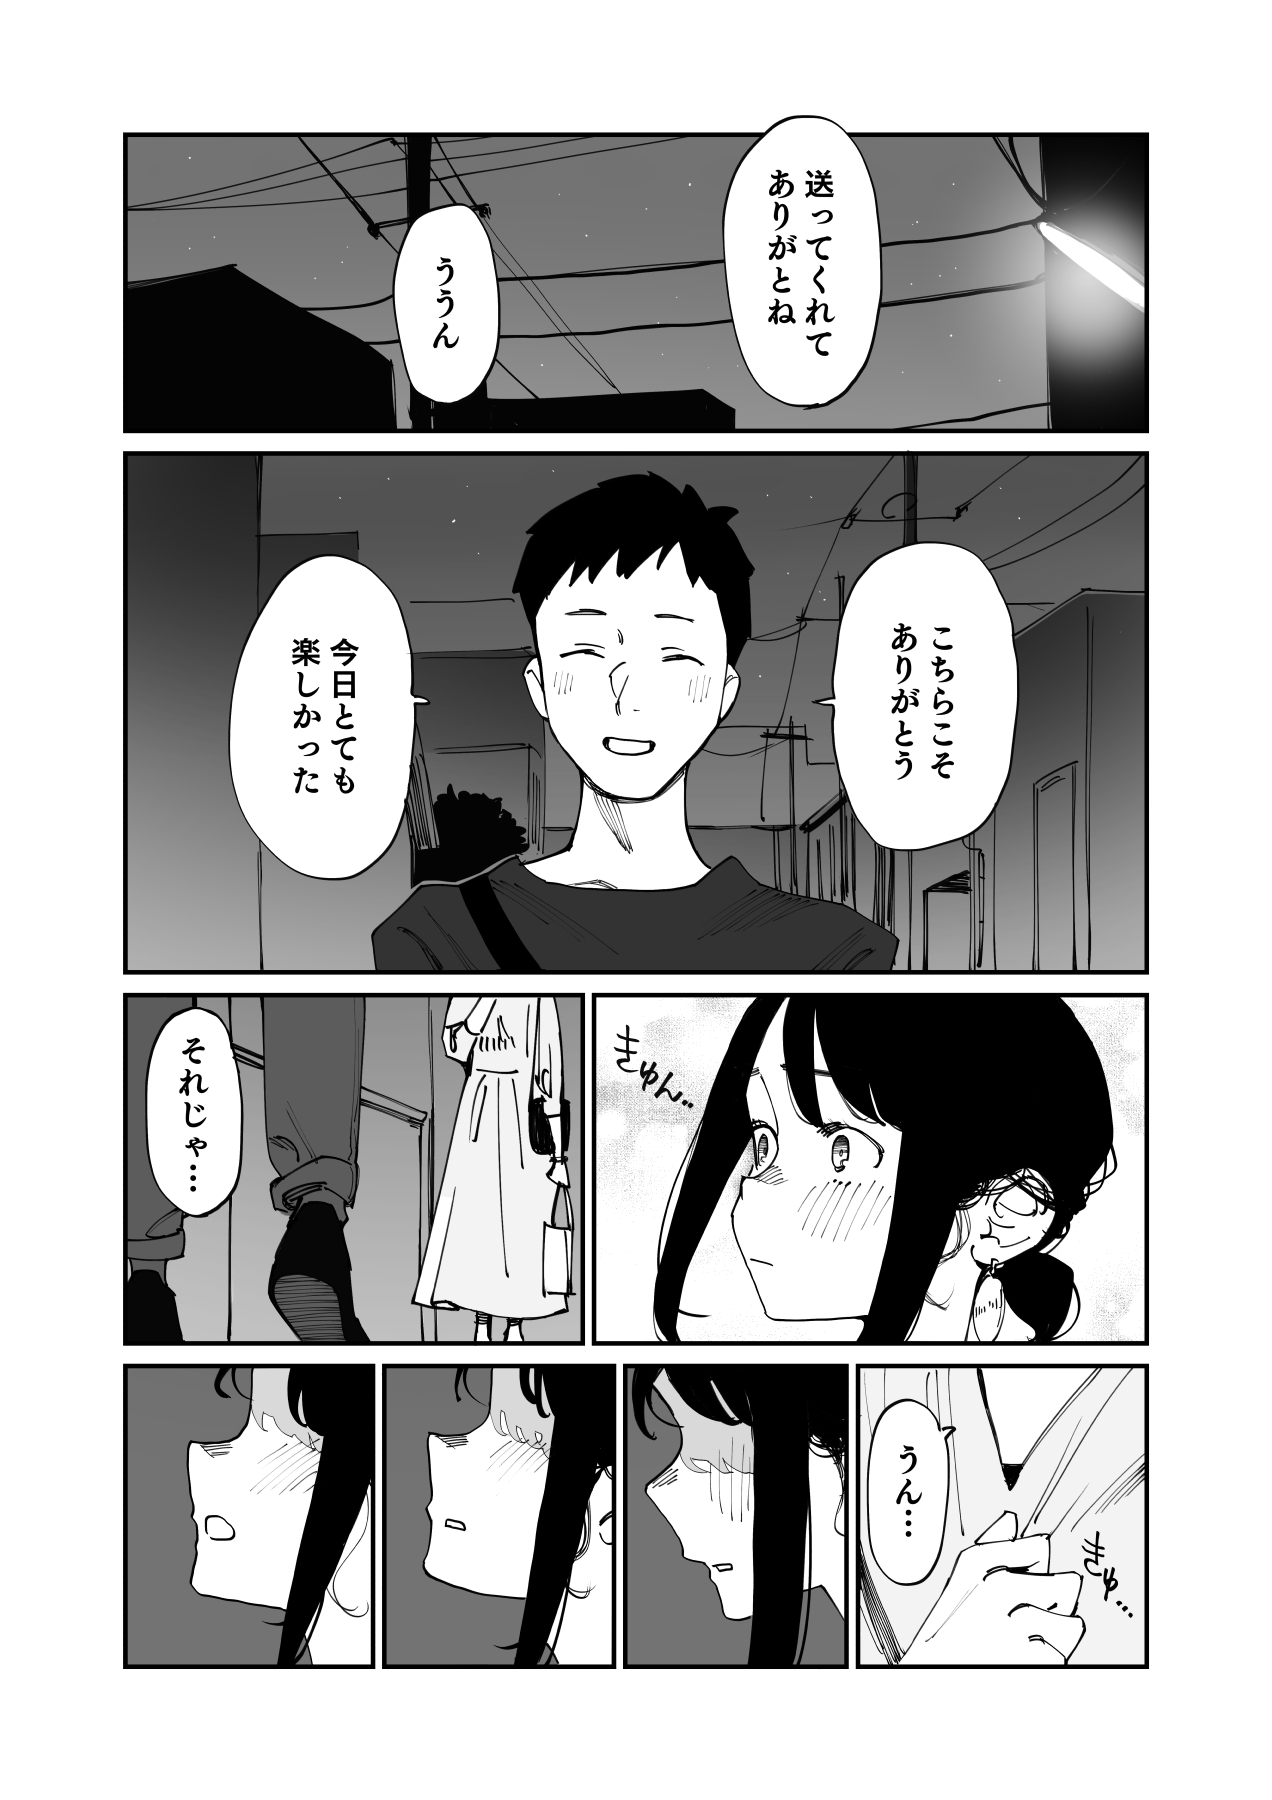 送ってくれて
ありがとね
ううん
こちらこそ
ありがとう
今日とても
楽しかった
きゅん…
それじゃ…
うん…
きゅ…